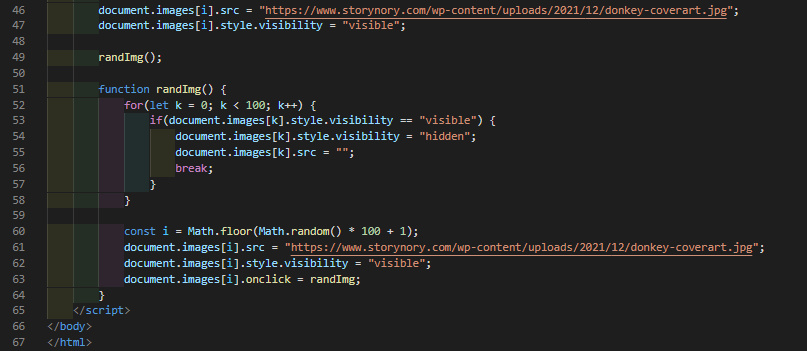 46 document.images[i].src = "https://www.storynory.com/wp-content/uploads/2021/12/donkey-coverart.jpg";
47 document.images[i].style.visibility = "visible";
48
49 randImg();
50
51 function randImg() {
52 for(let k = 0; k < 100; k++) {
53 if(document.images[k].style.visibility == "visible") {
54 document.images[k].style.visibility = "hidden";
55 document.images[k].src = "";
56 break;
57 }
58 }
59
60 const i = Math.floor(Math.random() * 100 + 1);
61 document.images[i].src = "https://www.storynory.com/wp-content/uploads/2021/12/donkey-coverart.jpg";
62 document.images[i].style.visibility = "visible";
63 document.images[i].onclick = randImg;
64 }
65 </script>
66 </body>
67 </html>